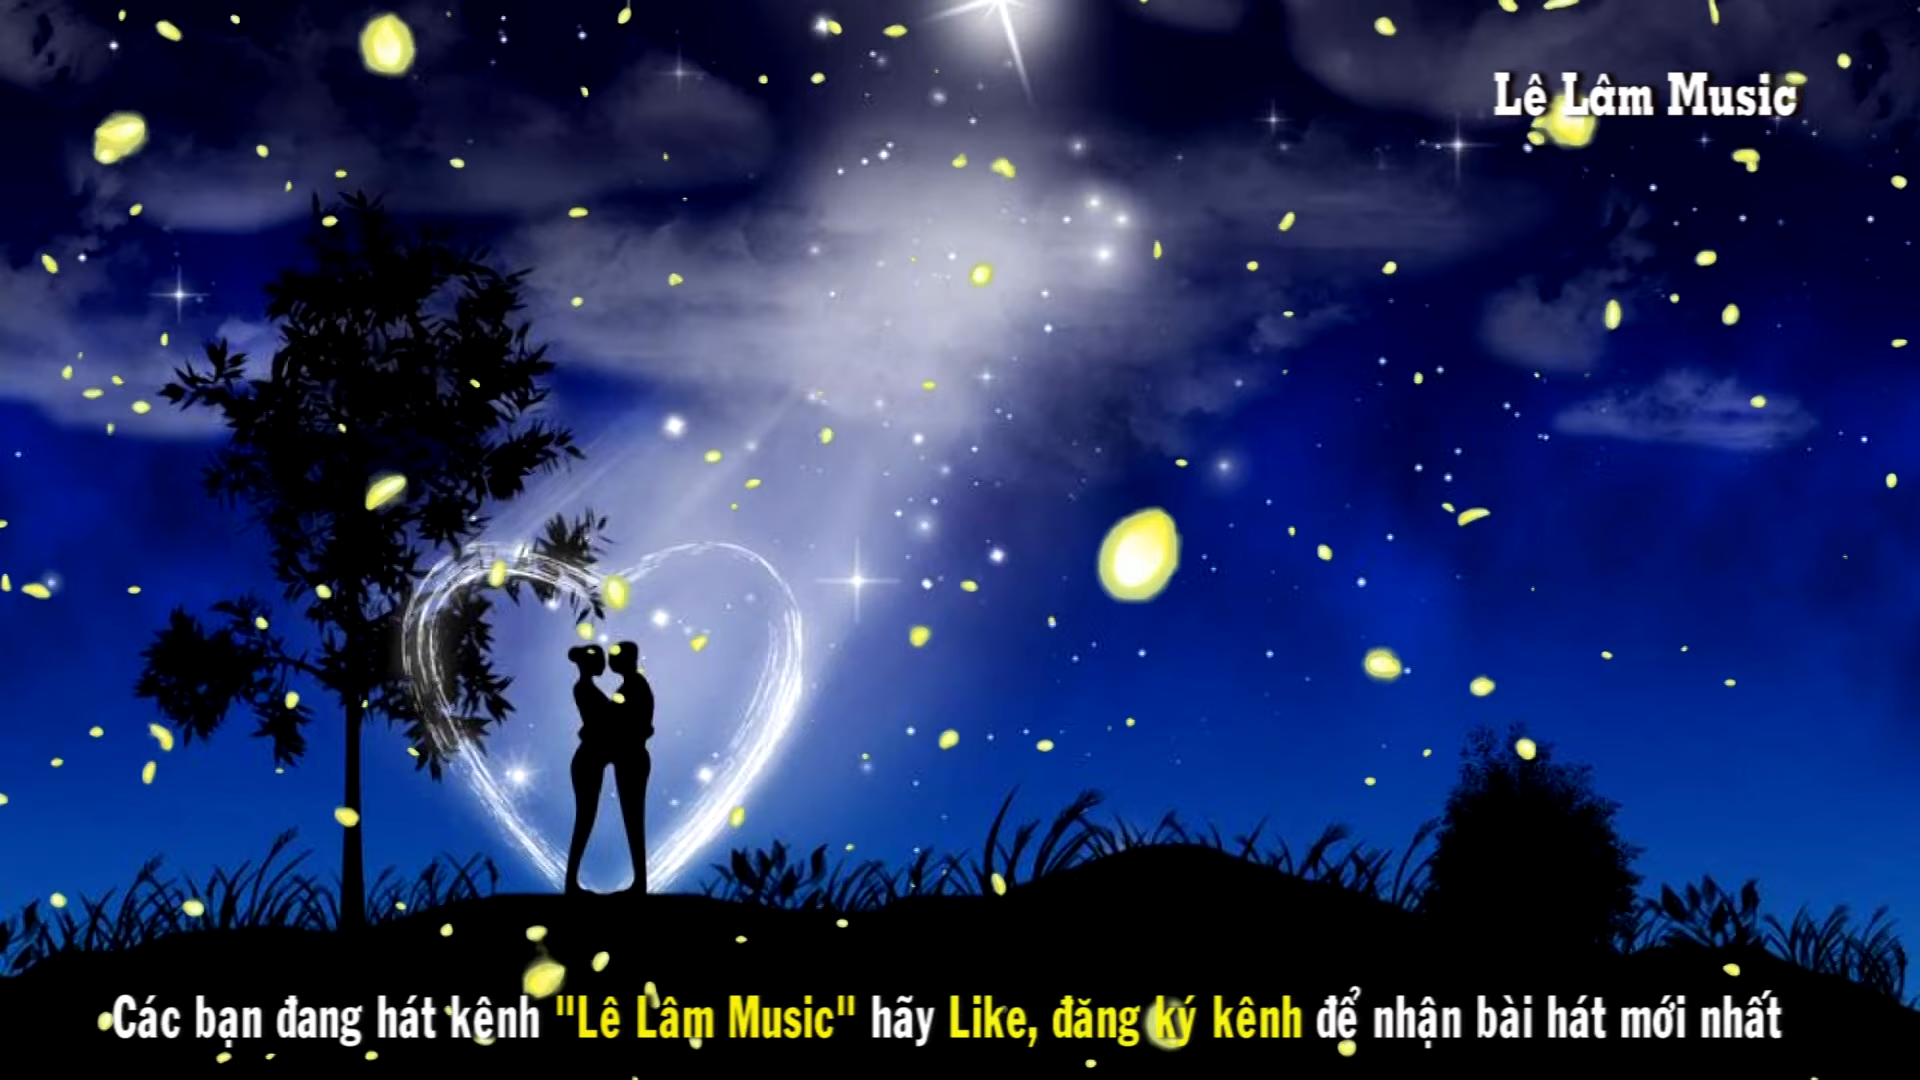 Lê Lâm Music
Các bạn đang hát kênh "Lê Lâm Music" hãy Like, đăng ký kênh để nhận bài hát mới nhất